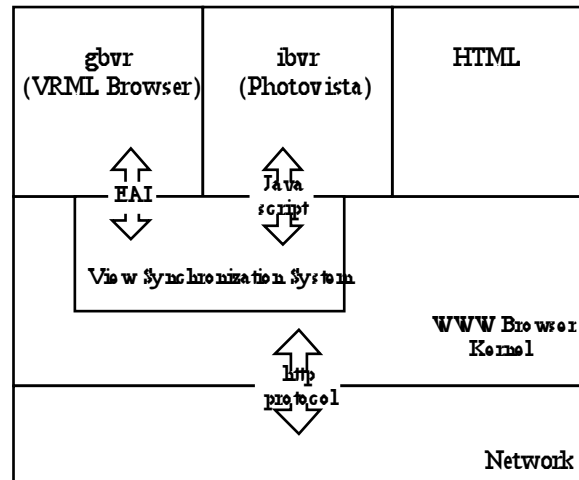 gbvr
(VRML Browser)
ibvr
(Photovista)
HTML
EAI
Java
script
View Synchronization System
WWW Browser
Kernel
http
protocol
Network